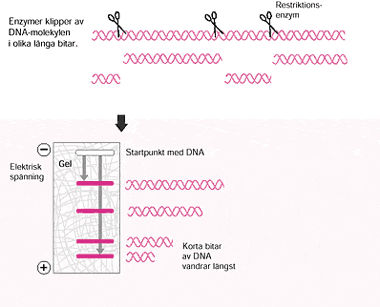 Enzymer klipper av
DNA-molekylen
i olika långa bitar.
Restriktions-
enzym
Startpunkt med DNA
Elektrisk
spänning
Gel
Korta bitar
av DNA
vandrar längst